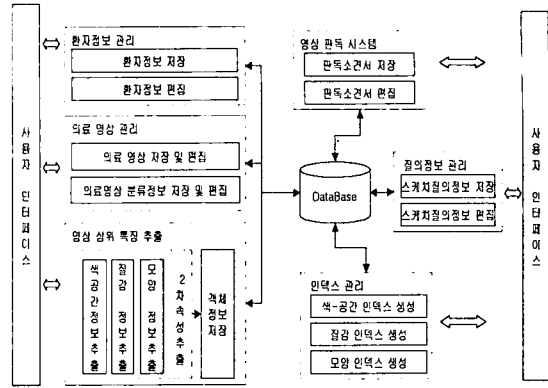 사용자 인터페이스
환자정보 관리
환자정보 저장
환자정보 편집
의료 영상 관리
의료 영상 저장 및 편집
의료영상 분류정보 저장 및 편집
영상 상위 특징 추출
색공간 정보추출
질감 정보추출
모양 정보추출
2차속성추출
객체정보저장
영상 판독 시스템
판독소견서 저장
판독소견서 편집
DataBase
질의정보 관리
스케치질의정보 저장
스케치질의정보 편집
인덱스 관리
색-공간 인덱스 생성
질감 인덱스 생성
모양 인덱스 생성
사용자 인터페이스